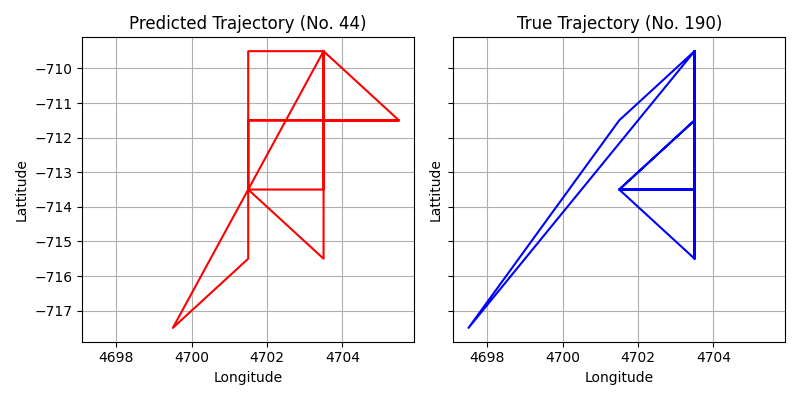 Predicted Trajectory (No. 44)
True Trajectory (No. 190)
−710
−711
−712
−713
−714
−715
−716
−717
Lattitude
Lattitude
4698 4700 4702 4704
4698 4700 4702 4704
Longitude
Longitude